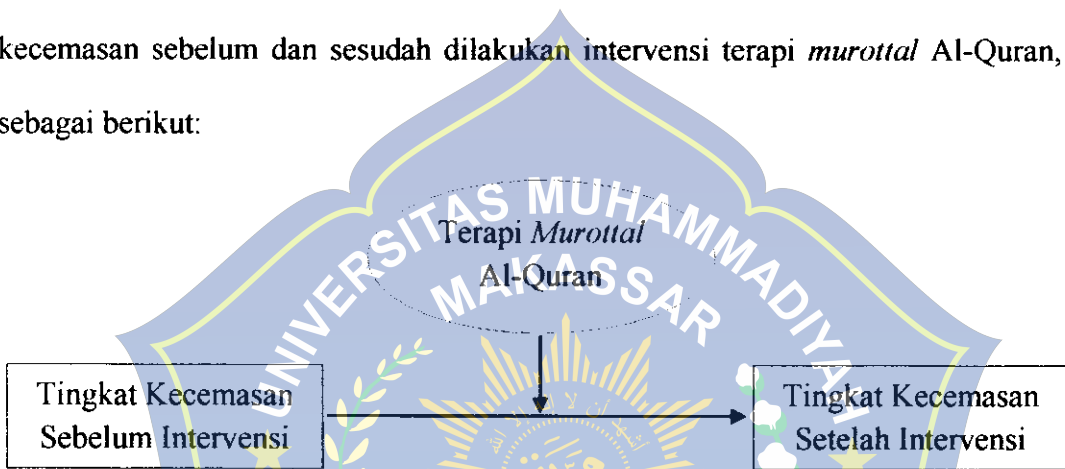 kecemasan sebelum dan sesudah dilakukan intervensi terapi murottal Al-Quran,
sebagai berikut:
UNIVERSITAS MUHAMMADIYAH
MAKASSAR
Terapi Murottal
Al-Quran
Tingkat Kecemasan
Sebelum Intervensi
Tingkat Kecemasan
Setelah Intervensi